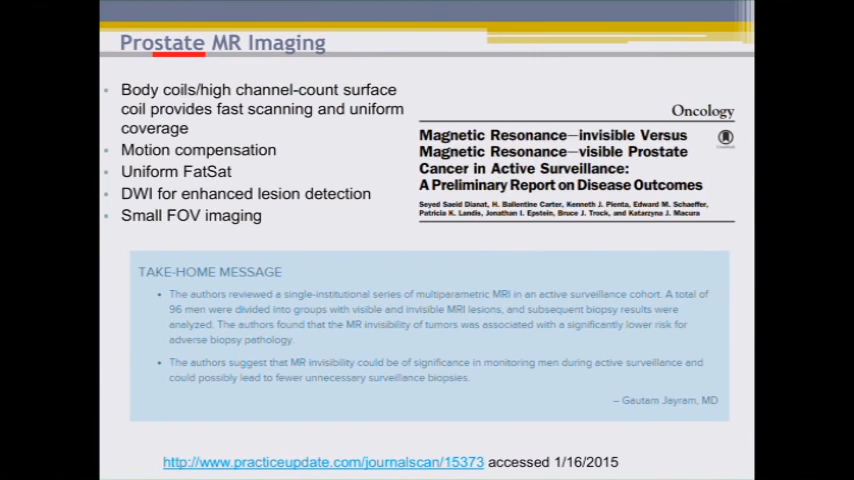 Prostate MR Imaging
Body coils/high channel-count surface
coil provides fast scanning and uniform
coverage
Motion compensation
Uniform FatSat
DWI for enhanced lesion detection
Small FOV imaging
Oncology
Magnetic Resonance—invisible Versus
Magnetic Resonance—visible Prostate
Cancer in Active Surveillance:
A Preliminary Report on Disease Outcomes
Seyed Saeid Dianat, H. Ballentine Carter, Kenneth J. Pienta, Edward M. Schaeffer,
Patricia K. Landis, Jonathan I. Epstein, Bruce J. Trock, and Katarzyna J. Macura
TAKE-HOME MESSAGE
The authors reviewed a single-institutional series of multiparametric MRI in an active surveillance cohort. A total of
96 men were divided into groups with visible and invisible MRI lesions, and subsequent biopsy results were
analyzed. The authors found that the MR invisibility of tumors was associated with a significantly lower risk for
adverse biopsy pathology.
The authors suggest that MR invisibility could be of significance in monitoring men during active surveillance and
could possibly lead to fewer unnecessary surveillance biopsies.
– Gautam Jayram, MD
http://www.practiceupdate.com/journalscan/15373 accessed 1/16/2015